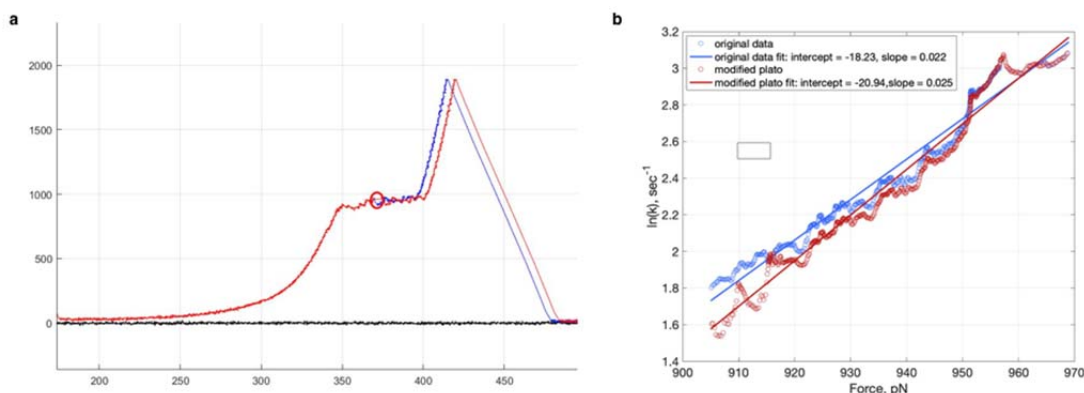 a
2000
1500
1000
500
0
200 250 300 350 400 450
b
ln(k), sec-1
3.2
3
2.8
2.6
2.4
2.2
2
1.8
1.6
1.4
original data
original data fit: intercept = -18.23, slope = 0.022
modified plato
modified plato fit: intercept = -20.94,slope = 0.025
900 910 920 930 940 950 960 970
Force, pN